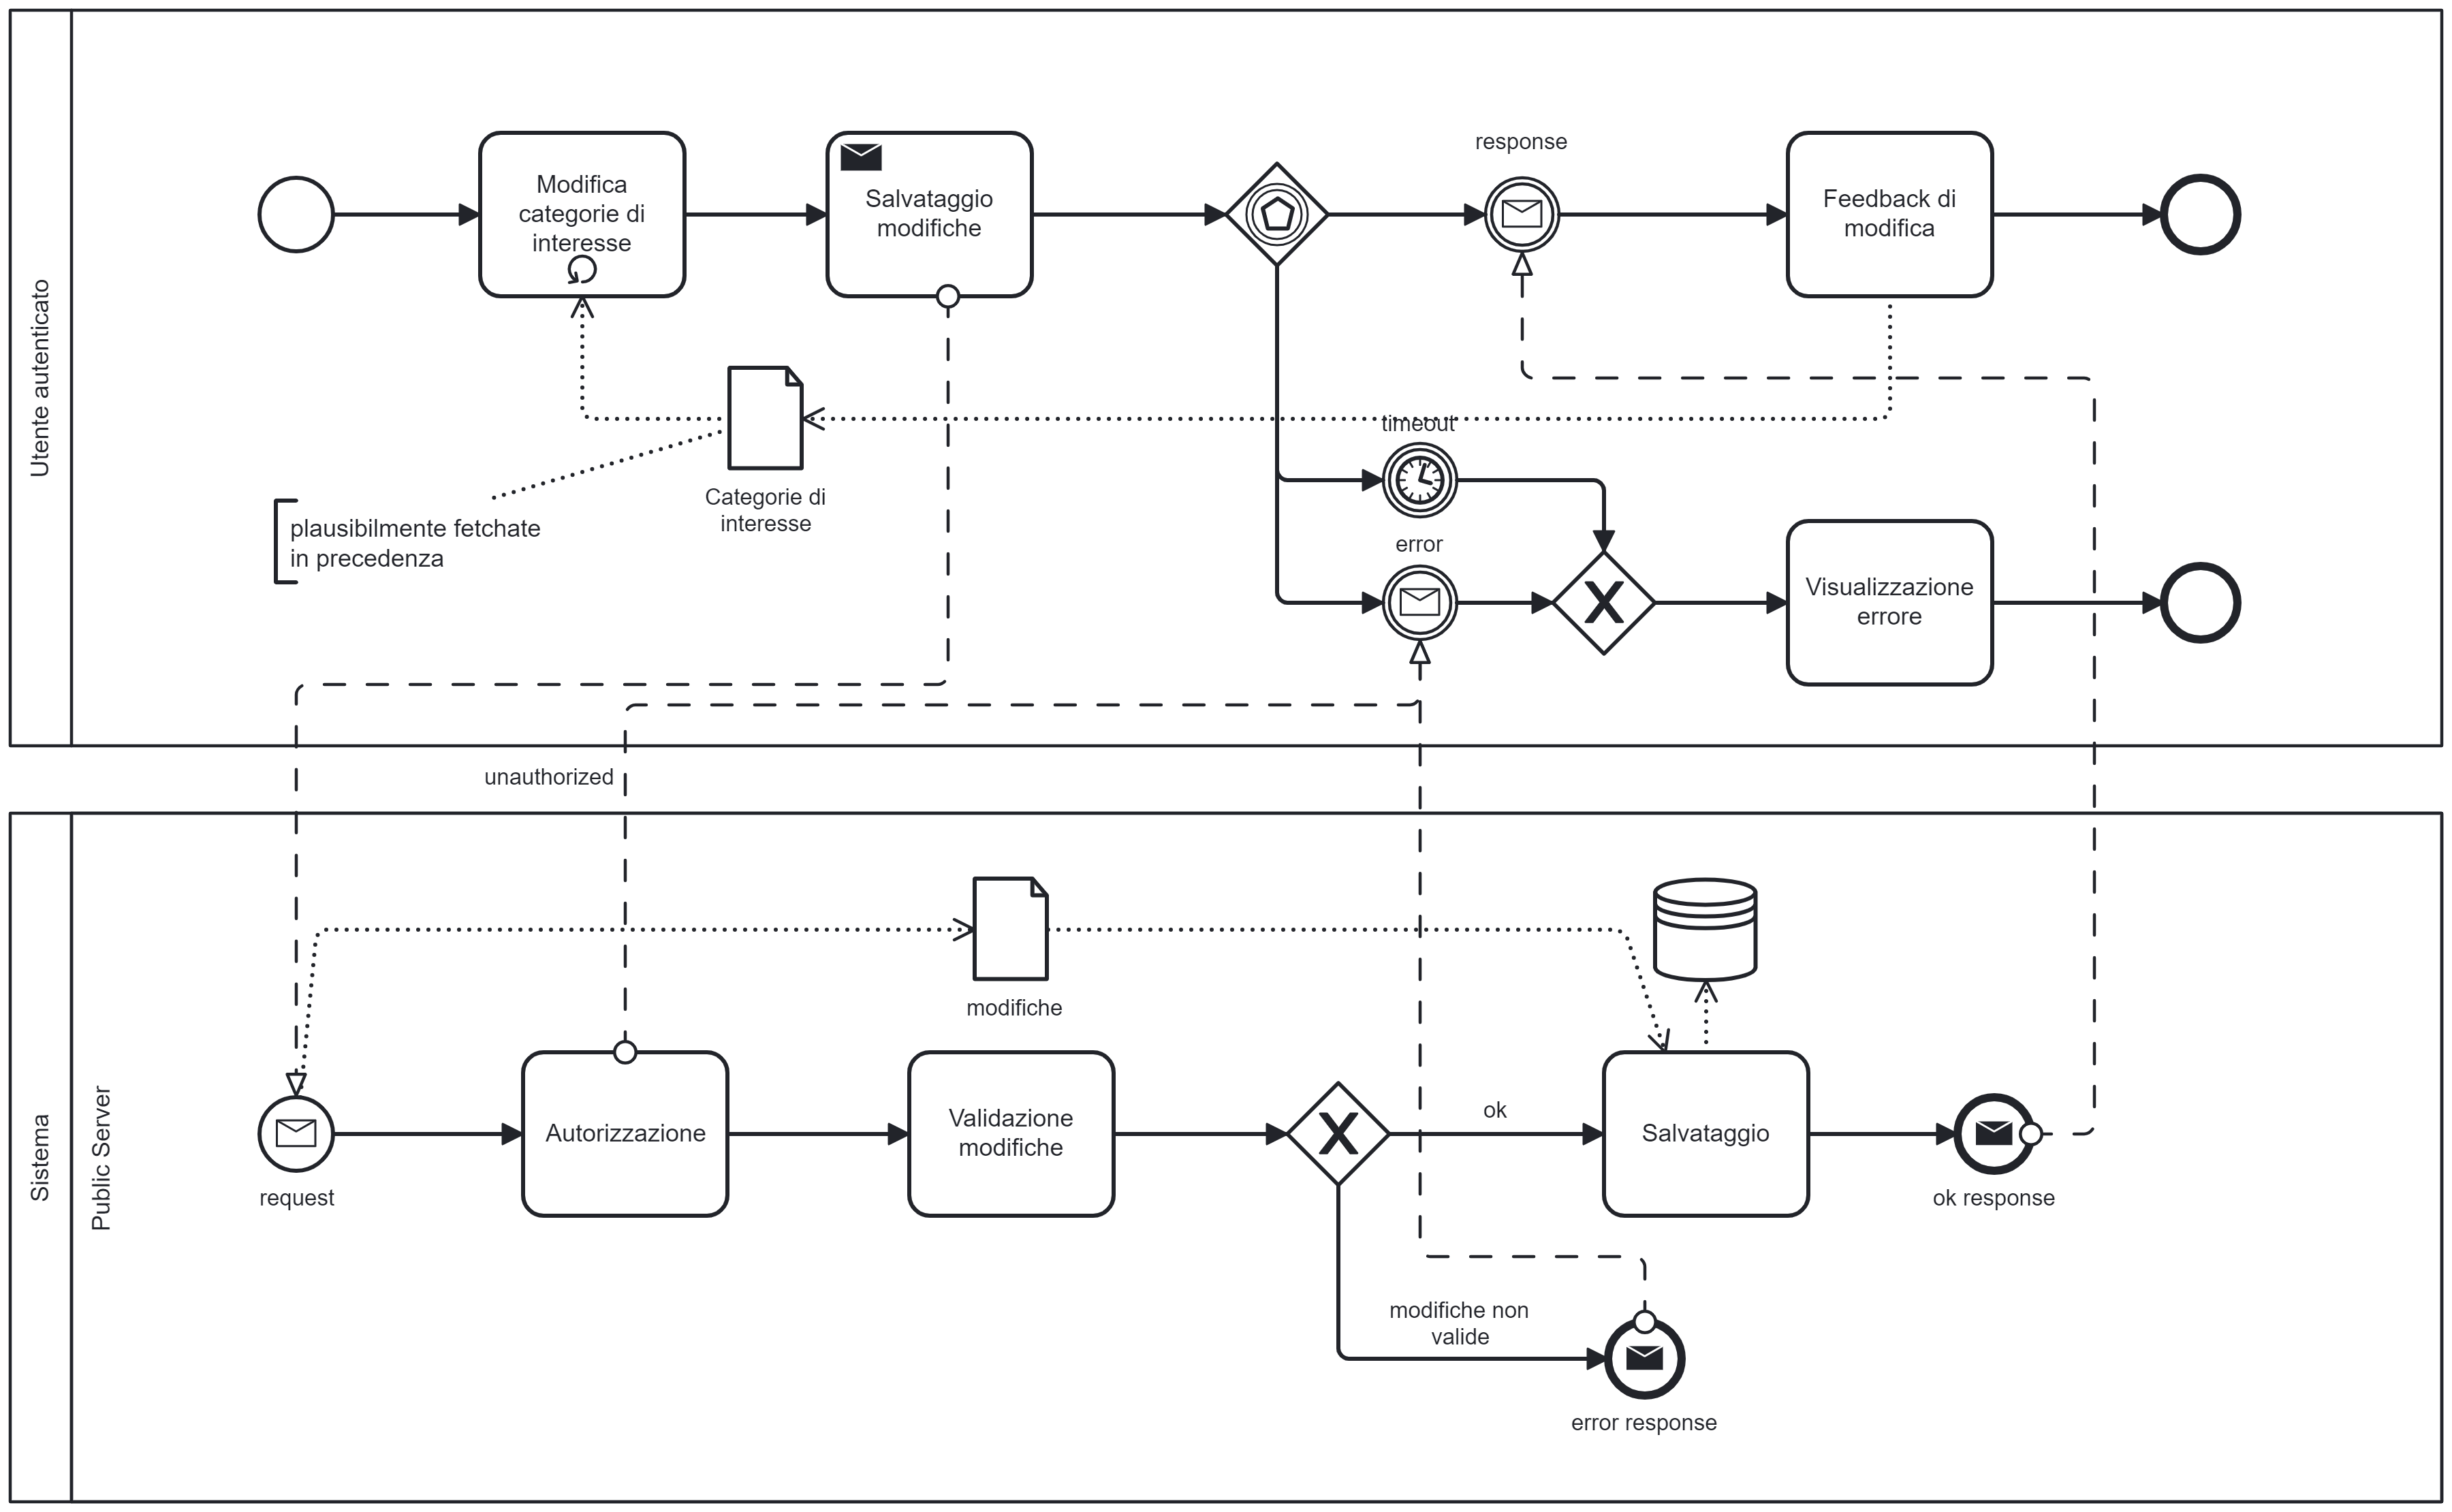 Utente autenticato
Modifica
categorie di
interesse
Salvataggio
modifiche
response
Feedback di
modifica
timeout
Categorie di
interesse
plausibilmente fetchate
in precedenza
error
Visualizzazione
errore
unauthorized
Sistema
Public Server
modifiche
request
Autorizzazione
Validazione
modifiche
ok
Salvataggio
ok response
modifiche non
valide
error response